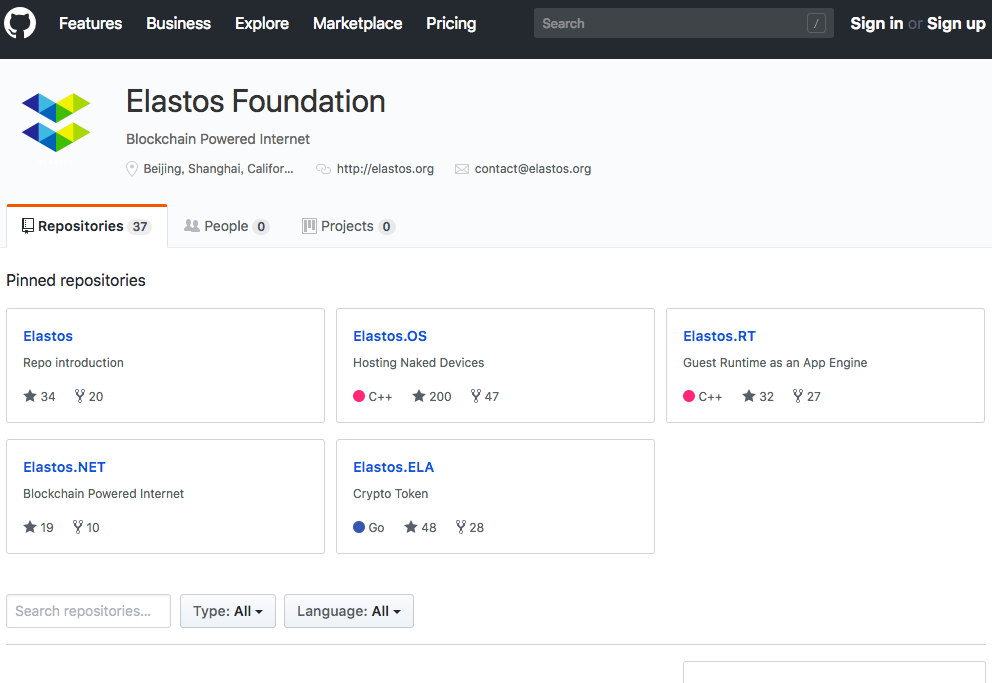 Features Business Explore Marketplace Pricing Search / Sign in or Sign up
Elastos Foundation
Blockchain Powered Internet
Beijing, Shanghai, Califor... http://elastos.org contact@elastos.org
Repositories 37 People 0 Projects 0
Pinned repositories
Elastos
Repo introduction
34 20
Elastos.OS
Hosting Naked Devices
C++ 200 47
Elastos.RT
Guest Runtime as an App Engine
C++ 32 27
Elastos.NET
Blockchain Powered Internet
19 10
Elastos.ELA
Crypto Token
Go 48 28
Search repositories... Type: All Language: All